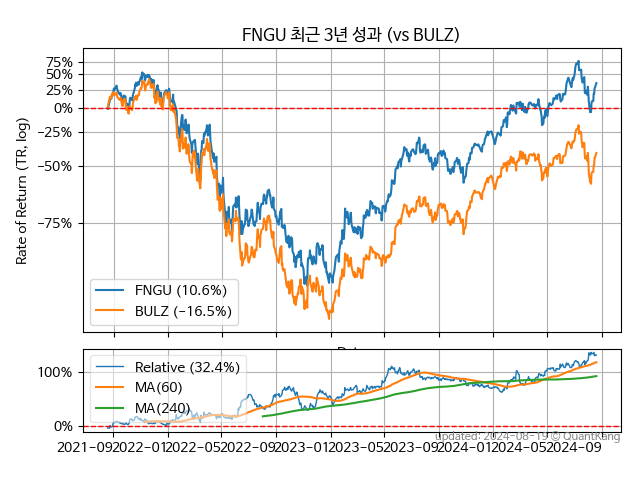 FNGU 최근 3년 성과 (vs BULZ)
75%
50%
25%
0%
−25%
−50%
−75%
Rate of Return (TR, log)
FNGU (10.6%)
BULZ (−16.5%)
100%
0%
Relative (32.4%)
MA(60)
MA(240)
2021−09
2022−01
2022−05
2022−09
2023−01
2023−05
2023−09
2024−01
2024−05
2024−09
updated: 2024−08−19 © QuantKang